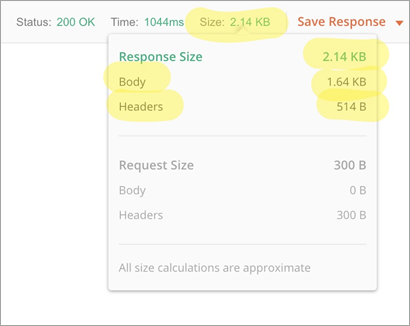 Status: 200 OK Time: 1044ms Size: 2.14 KB Save Response
Response Size 2.14 KB
Body 1.64 KB
Headers 514 B
Request Size 300 B
Body 0 B
Headers 300 B
All size calculations are approximate